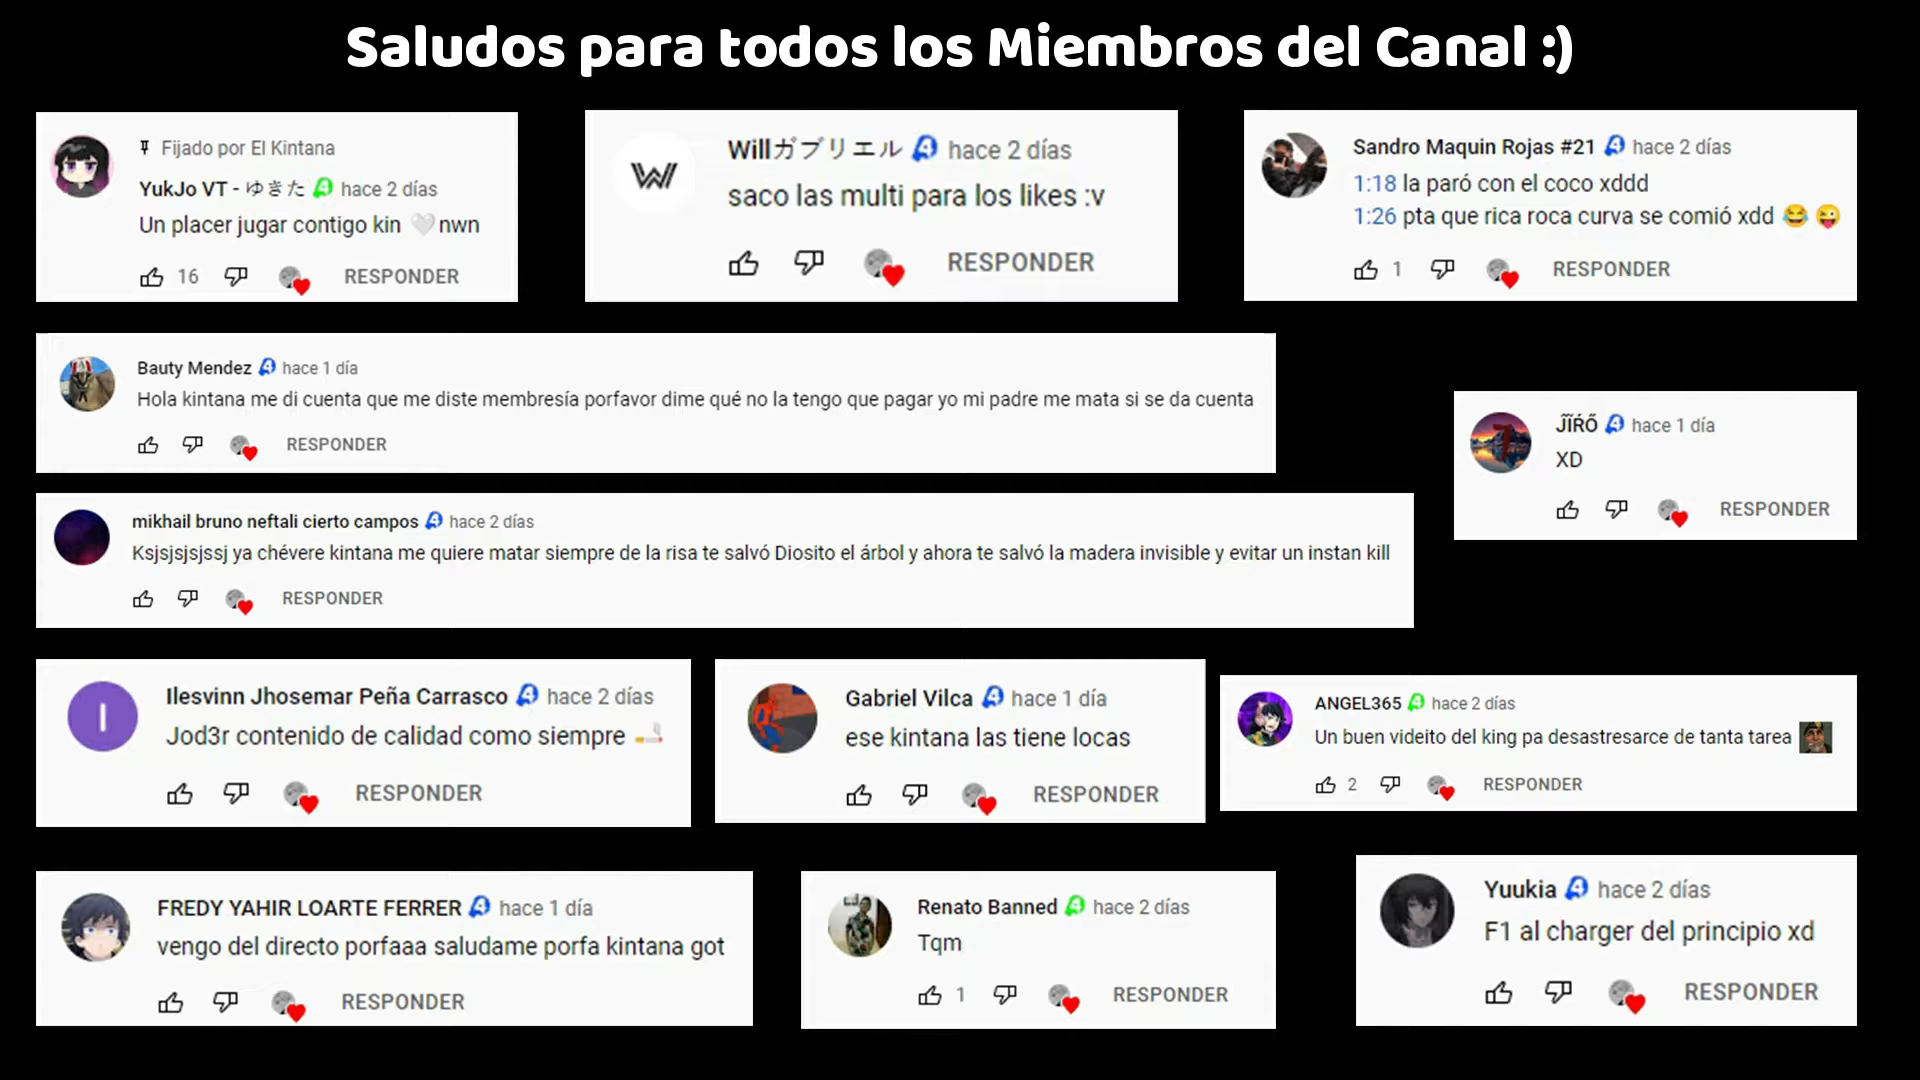 Saludos para todos los Miembros del Canal :)
Fijado por El Kintana
YukJo VT - ゆきた hace 2 días
Un placer jugar contigo kin 🤍 nwn
16 RESPONDER
Willガブリエル hace 2 días
saco las multi para los likes :v
RESPONDER
Sandro Maquin Rojas #21 hace 2 días
1:18 la paró con el coco xddd
1:26 pta que rica roca curva se comió xdd 😂 😜
1 RESPONDER
Bauty Mendez hace 1 día
Hola kintana me di cuenta que me diste membresía porfavor dime qué no la tengo que pagar yo mi padre me mata si se da cuenta
RESPONDER
J̃ĨŔŐ hace 1 día
XD
RESPONDER
mikhail bruno neftali cierto campos hace 2 días
Ksjsjsjsjssj ya chévere kintana me quiere matar siempre de la risa te salvó Diosito el árbol y ahora te salvó la madera invisible y evitar un instan kill
RESPONDER
I
Ilesvinn Jhosemar Peña Carrasco hace 2 días
Jod3r contenido de calidad como siempre 🚬
RESPONDER
Gabriel Vilca hace 1 día
ese kintana las tiene locas
RESPONDER
ANGEL365 hace 2 días
Un buen videito del king pa desastresarce de tanta tarea
2 RESPONDER
FREDY YAHIR LOARTE FERRER hace 1 día
vengo del directo porfaaa saludame porfa kintana got
RESPONDER
Renato Banned hace 2 días
Tqm
1 RESPONDER
Yuukia hace 2 días
F1 al charger del principio xd
RESPONDER